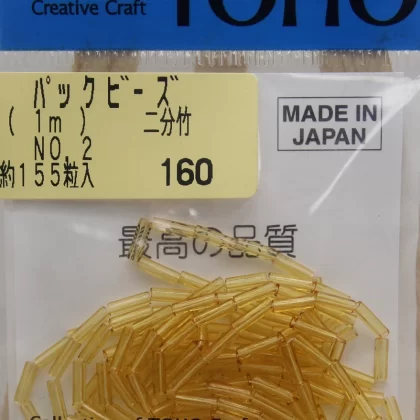 Creative Craft
TOHO
パックビーズ
( 1m ) 二分竹
NO.2
約155粒入 160
MADE IN
JAPAN
最高の品質